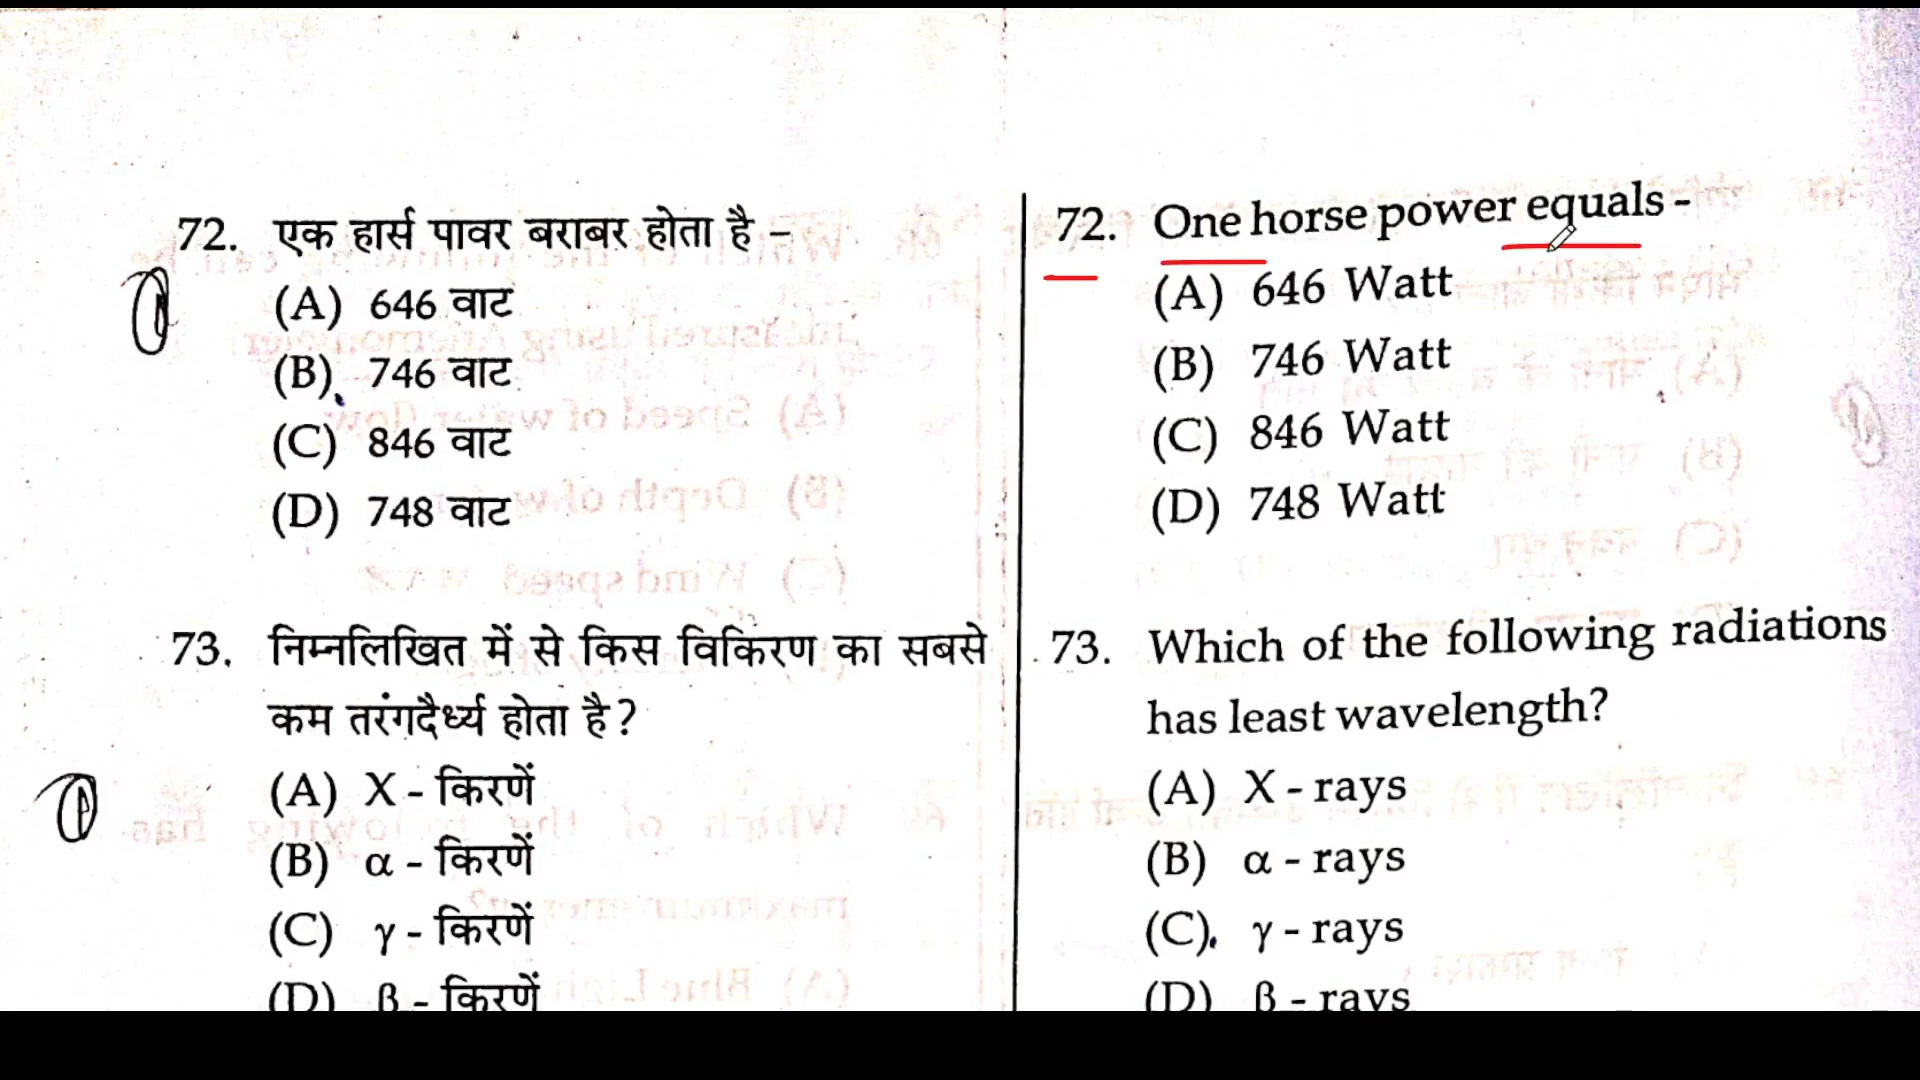 72. एक हार्स पावर बराबर होता है –
(A) 646 वाट
(B) 746 वाट
(C) 846 वाट
(D) 748 वाट
73. निम्नलिखित में से किस विकिरण का सबसे
कम तरंगदैर्ध्य होता है?
(A) X - किरणें
(B) α - किरणें
(C) γ - किरणें
(D) β - किरणें
72. One horse power equals -
(A) 646 Watt
(B) 746 Watt
(C) 846 Watt
(D) 748 Watt
73. Which of the following radiations
has least wavelength?
(A) X - rays
(B) α - rays
(C) γ - rays
(D) β - rays